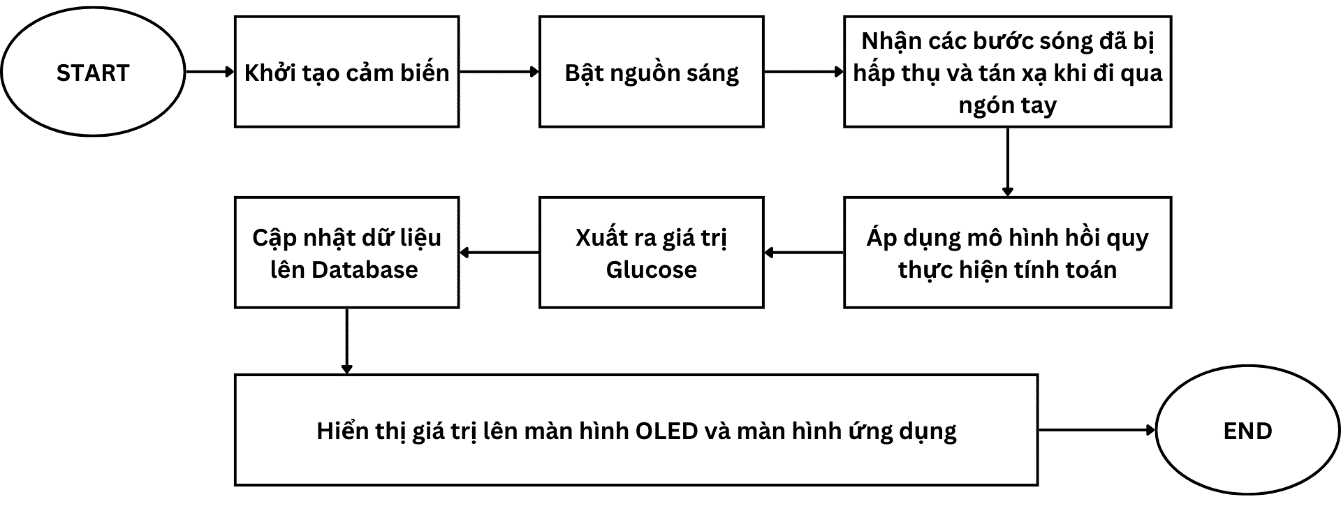 START
Khởi tạo cảm biến
Bật nguồn sáng
Nhận các bước sóng đã bị
hấp thụ và tán xạ khi đi qua
ngón tay
Áp dụng mô hình hồi quy
thực hiện tính toán
Xuất ra giá trị
Glucose
Cập nhật dữ liệu
lên Database
Hiển thị giá trị lên màn hình OLED và màn hình ứng dụng
END